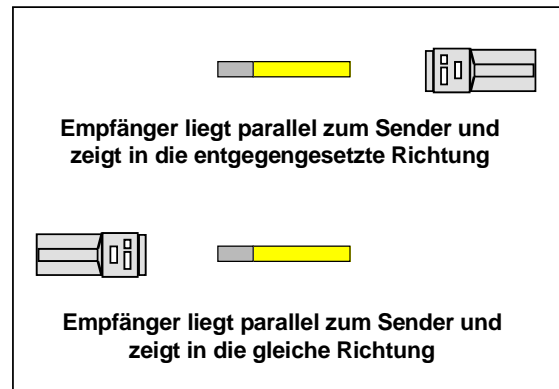 Empfänger liegt parallel zum Sender und
zeigt in die entgegengesetzte Richtung
Empfänger liegt parallel zum Sender und
zeigt in die gleiche Richtung